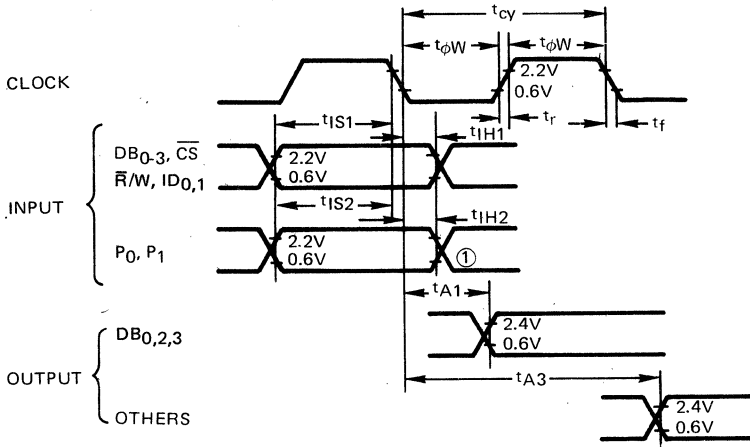 tcy
tφW tφW
CLOCK
2.2V
0.6V
tr tf
tIS1 tIH1
INPUT
DB0-3, C̅S̅
R̅/W, ID0,1
2.2V
0.6V
tIS2 tIH2
P0, P1
2.2V
0.6V
①
tA1
OUTPUT
DB0,2,3
2.4V
0.6V
tA3
OTHERS
2.4V
0.6V